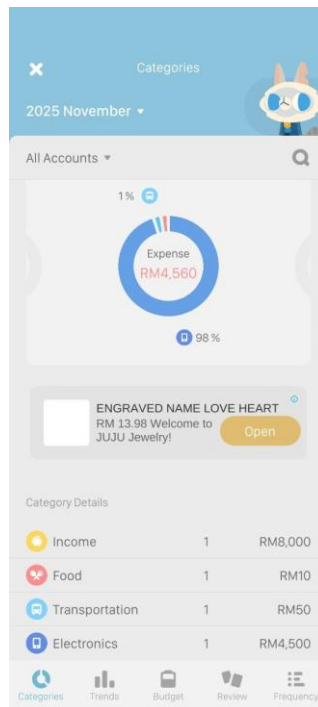 Categories
2025 November
All Accounts
1%
Expense
RM4,560
98%
ENGRAVED NAME LOVE HEART
RM 13.98 Welcome to
JUJU Jewelry!
Open
Category Details
Income 1 RM8,000
Food 1 RM10
Transportation 1 RM50
Electronics 1 RM4,500
Categories Trends Budget Review Frequency